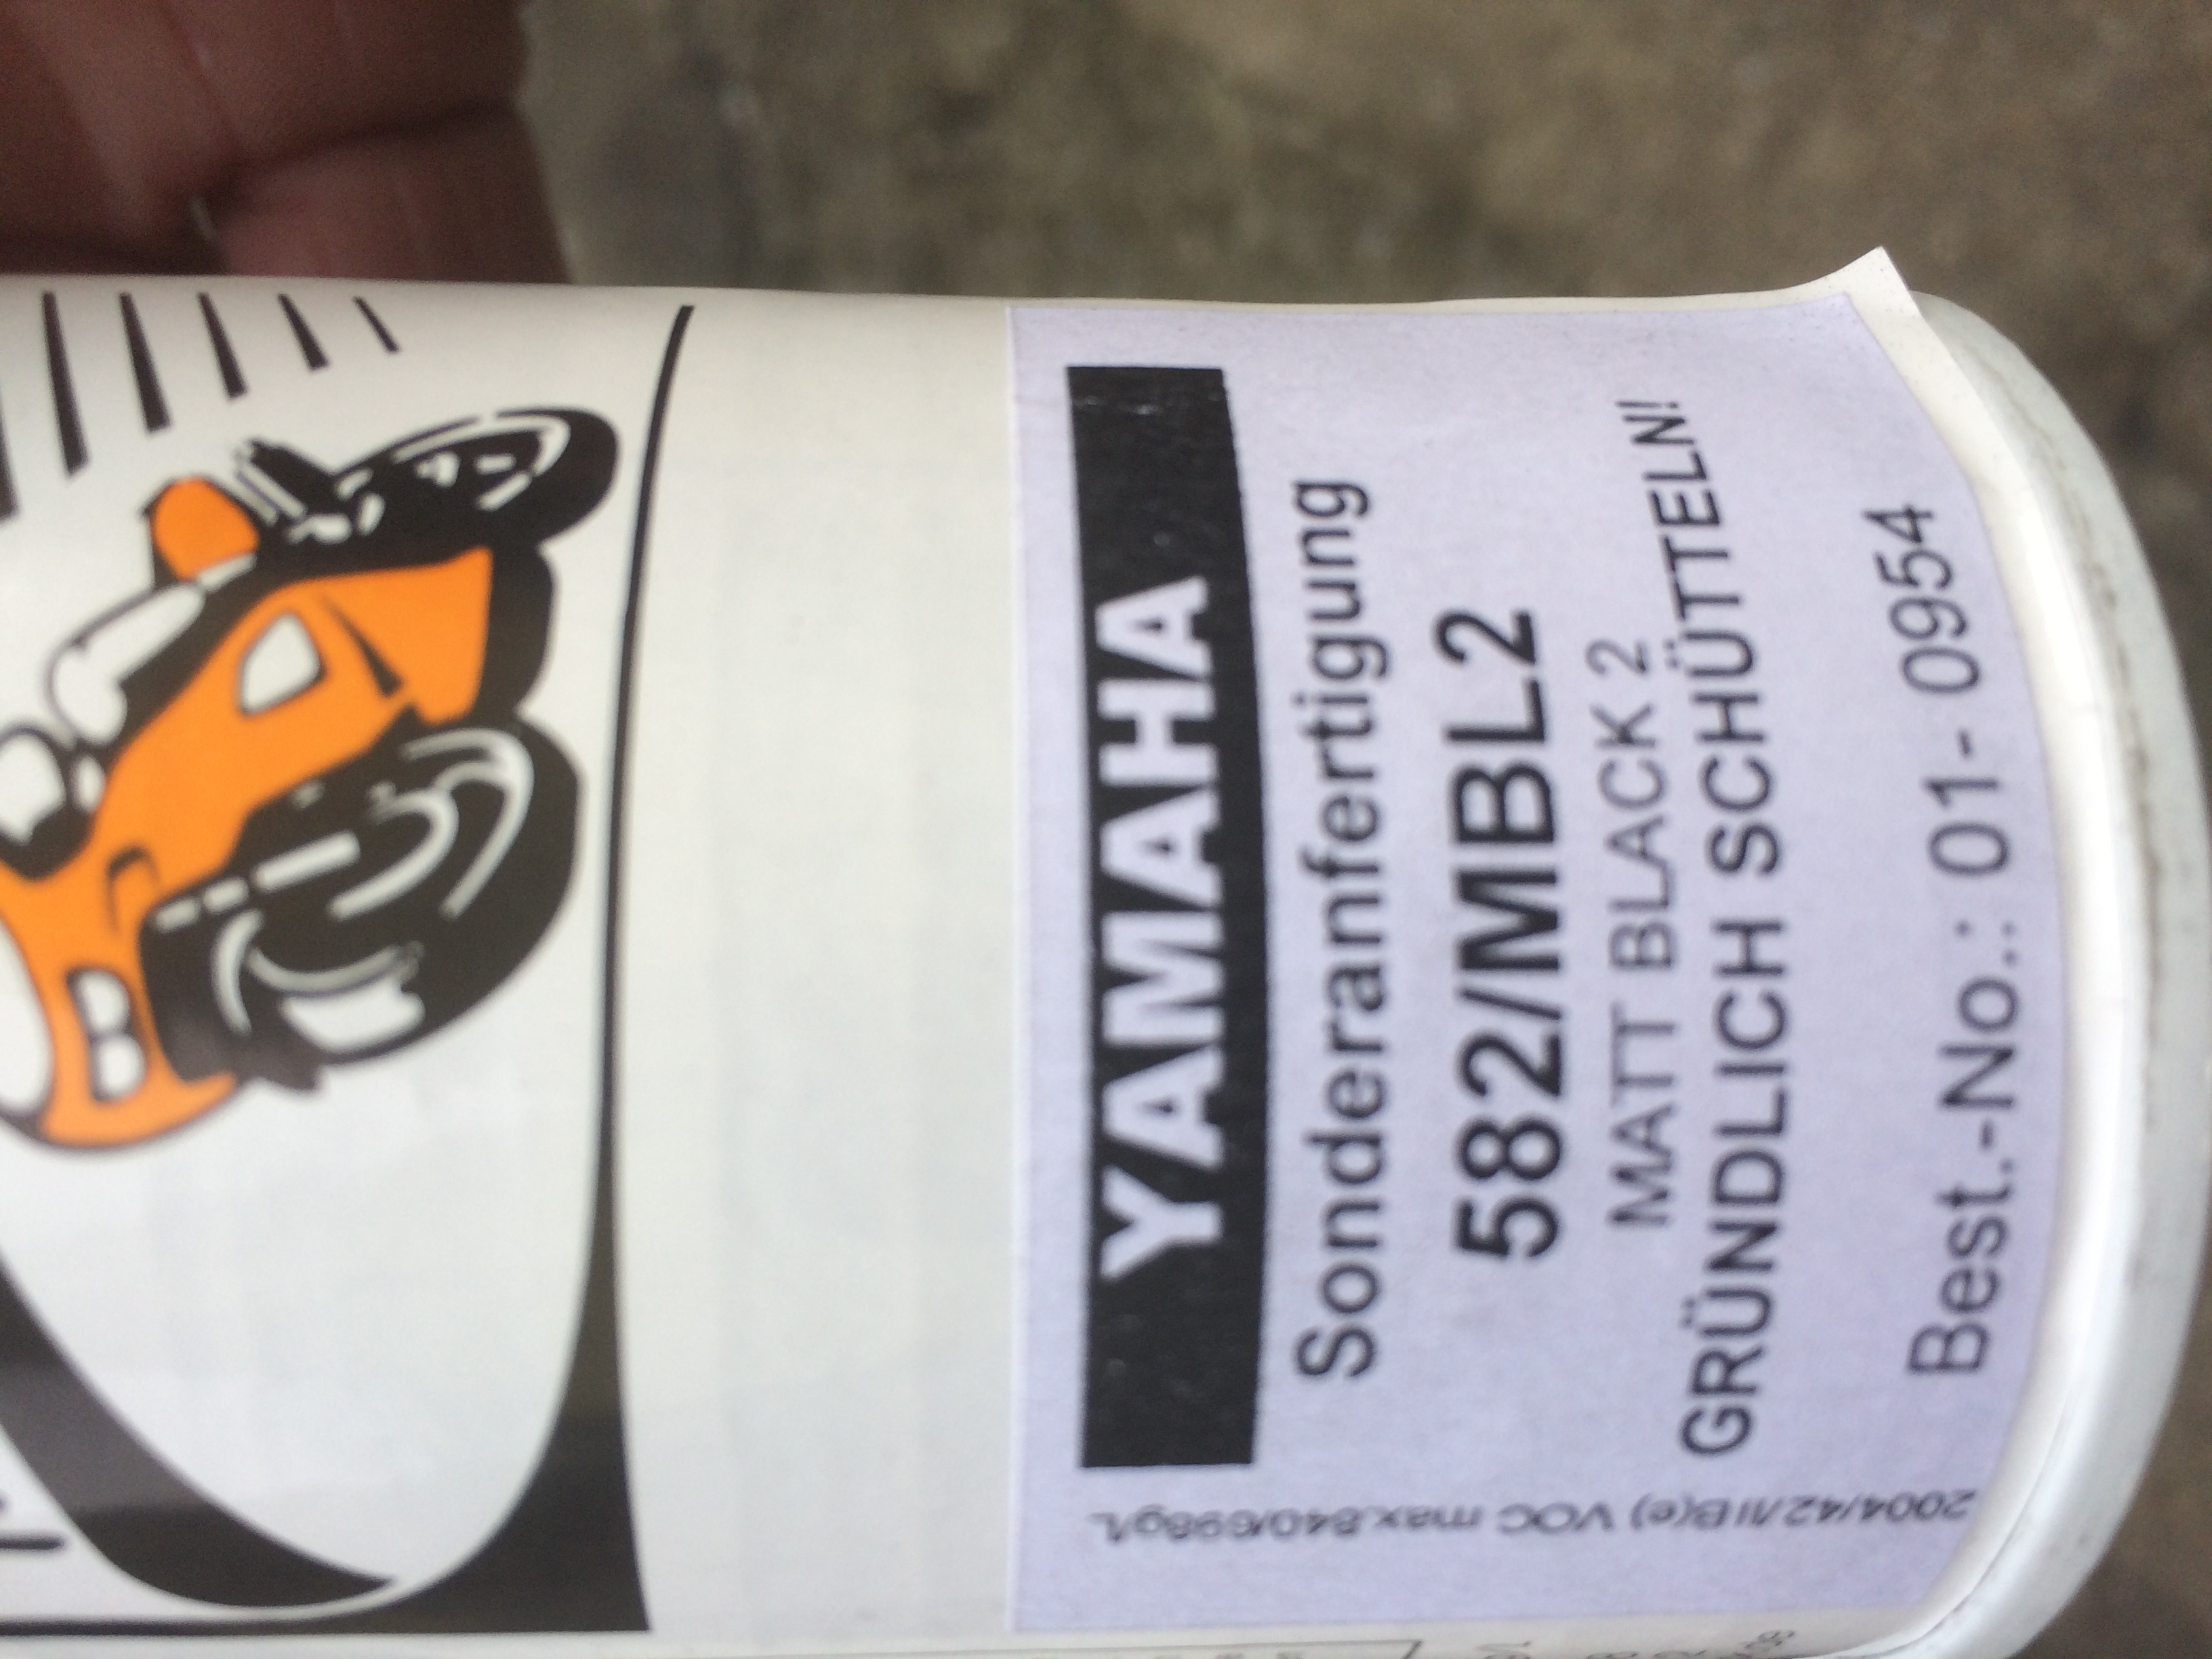 YAMAHA
Sonderanfertigung
582/MBL2
MATT BLACK 2
GRÜNDLICH SCHÜTTELN!
Best.-No.: 01- 0954
2004/42/IIB(e) VOC max.840/698g/L